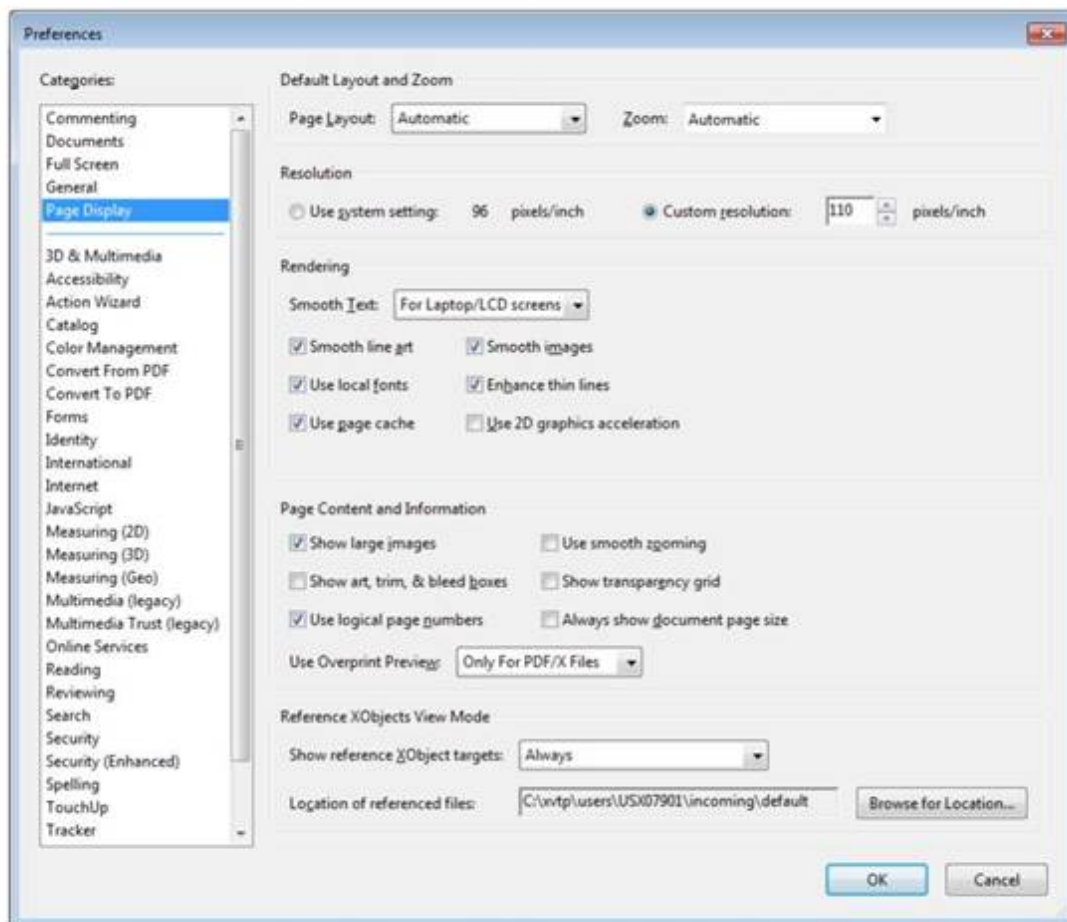 Preferences
Categories:
Commenting
Documents
Full Screen
General
Page Display
3D & Multimedia
Accessibility
Action Wizard
Catalog
Color Management
Convert From PDF
Convert To PDF
Forms
Identity
International
Internet
JavaScript
Measuring (2D)
Measuring (3D)
Measuring (Geo)
Multimedia (legacy)
Multimedia Trust (legacy)
Online Services
Reading
Reviewing
Search
Security
Security (Enhanced)
Spelling
TouchUp
Tracker
Default Layout and Zoom
Page Layout: Automatic Zoom: Automatic
Resolution
Use system setting: 96 pixels/inch Custom resolution: 110 pixels/inch
Rendering
Smooth Text: For Laptop/LCD screens
Smooth line art Smooth images
Use local fonts Enhance thin lines
Use page cache Use 2D graphics acceleration
Page Content and Information
Show large images Use smooth zooming
Show art, trim, & bleed boxes Show transparency grid
Use logical page numbers Always show document page size
Use Overprint Preview: Only For PDF/X Files
Reference XObjects View Mode
Show reference XObject targets: Always
Location of referenced files: C:\xvtp\users\USX07901\incoming\default Browse for Location...
OK Cancel